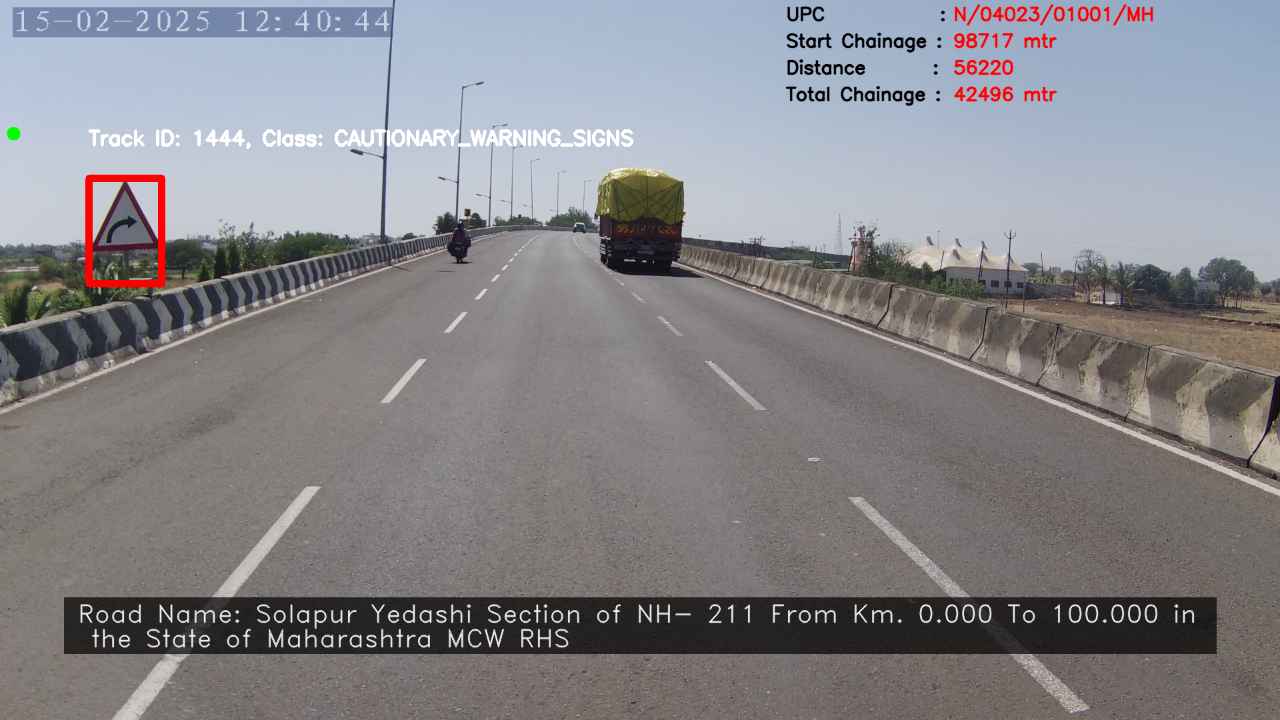 15-02-2025 12:40:44
UPC : N/04023/01001/MH
Start Chainage : 98717 mtr
Distance : 56220
Total Chainage : 42496 mtr
Track ID: 1444, Class: CAUTIONARY_WARNING_SIGNS
Road Name: Solapur Yedashi Section of NH- 211 From Km. 0.000 To 100.000 in
the State of Maharashtra MCW RHS